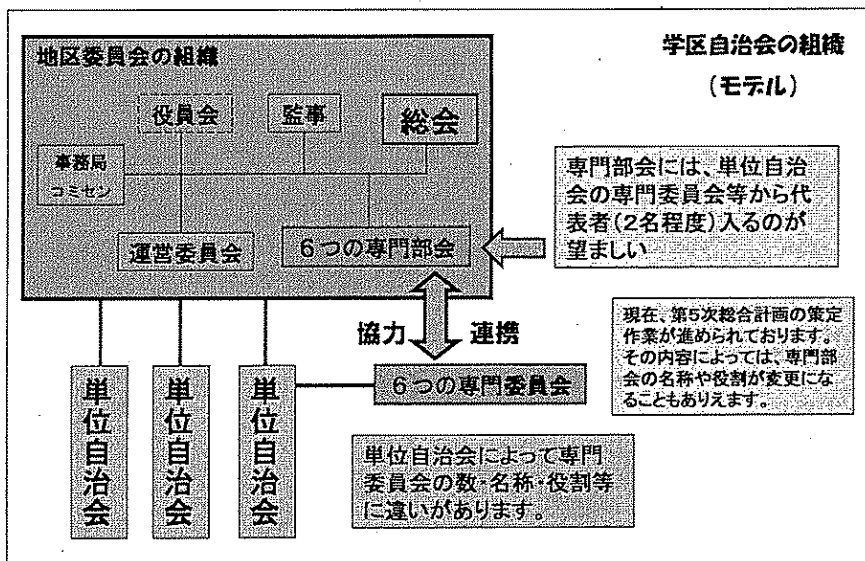 学区自治会の組織
(モデル)
地区委員会の組織
役員会
監事
総会
事務局
コミセン
運営委員会
6つの専門部会
専門部会には、単位自治
会の専門委員会等から代
表者(2名程度)入るのが
望ましい
協力
連携
現在、第5次総合計画の策定
作業が進められております。
その内容によっては、専門部
会の名称や役割が変更にな
ることもありえます。
単位自治会
単位自治会
単位自治会
6つの専門委員会
単位自治会によって専門
委員会の数・名称・役割等
に違いがあります。